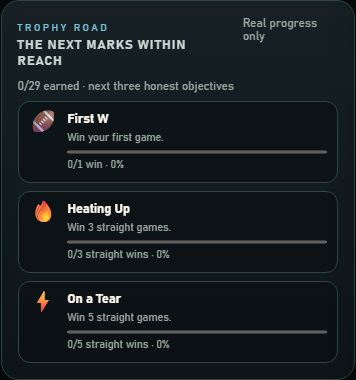 TROPHY ROAD
Real progress
only
THE NEXT MARKS WITHIN
REACH
0/29 earned · next three honest objectives
First W
Win your first game.
0/1 win · 0%
Heating Up
Win 3 straight games.
0/3 straight wins · 0%
On a Tear
Win 5 straight games.
0/5 straight wins · 0%